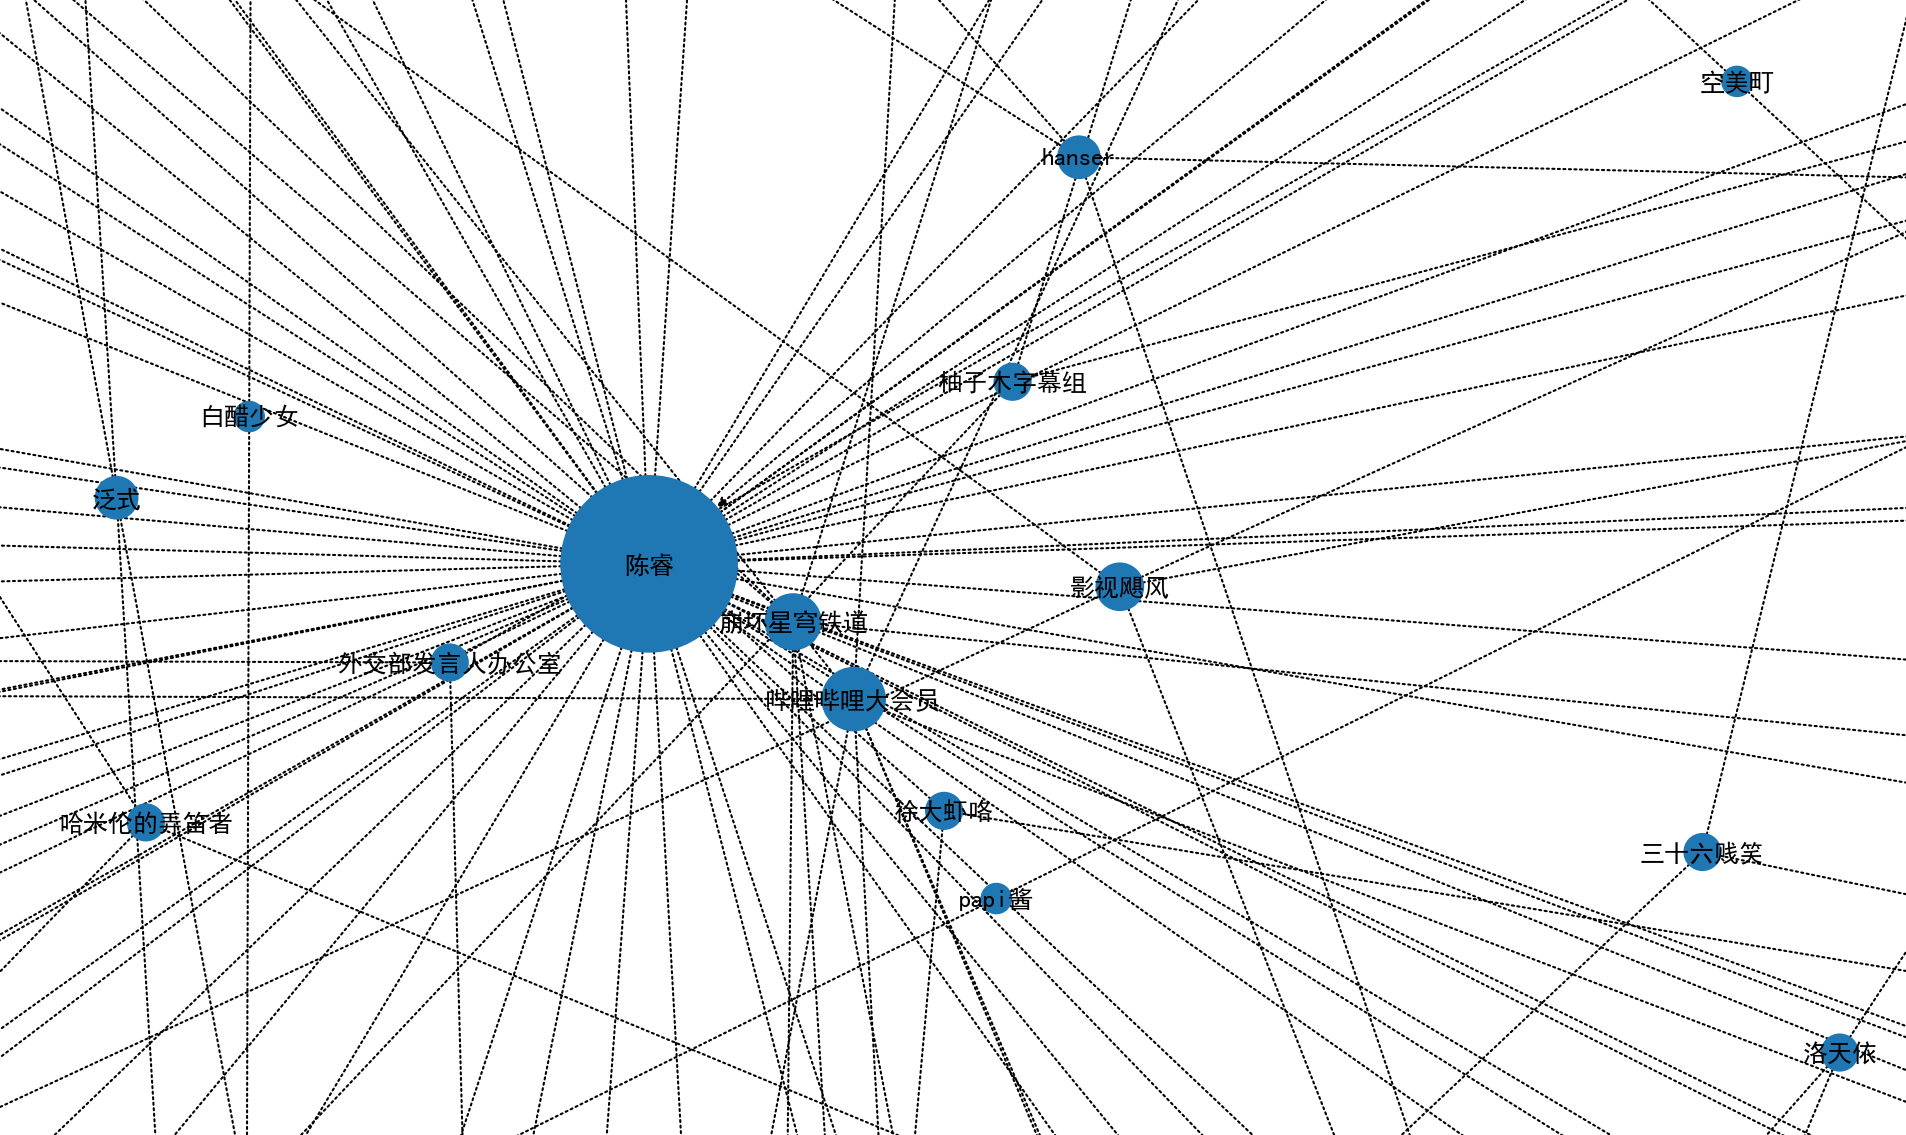 空美町
hanser
柚子木字幕组
白醋少女
泛式
陈睿
影视飓风
崩坏星穹铁道
外交部发言人办公室
哔哩哔哩大会员
徐大虾咯
哈米伦的弄笛者
三十六贱笑
papi酱
洛天依